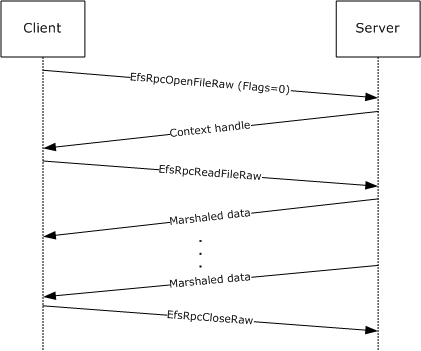 Client
Server
EfsRpcOpenFileRaw (Flags=0)
Context handle
EfsRpcReadFileRaw
Marshaled data
Marshaled data
EfsRpcCloseRaw